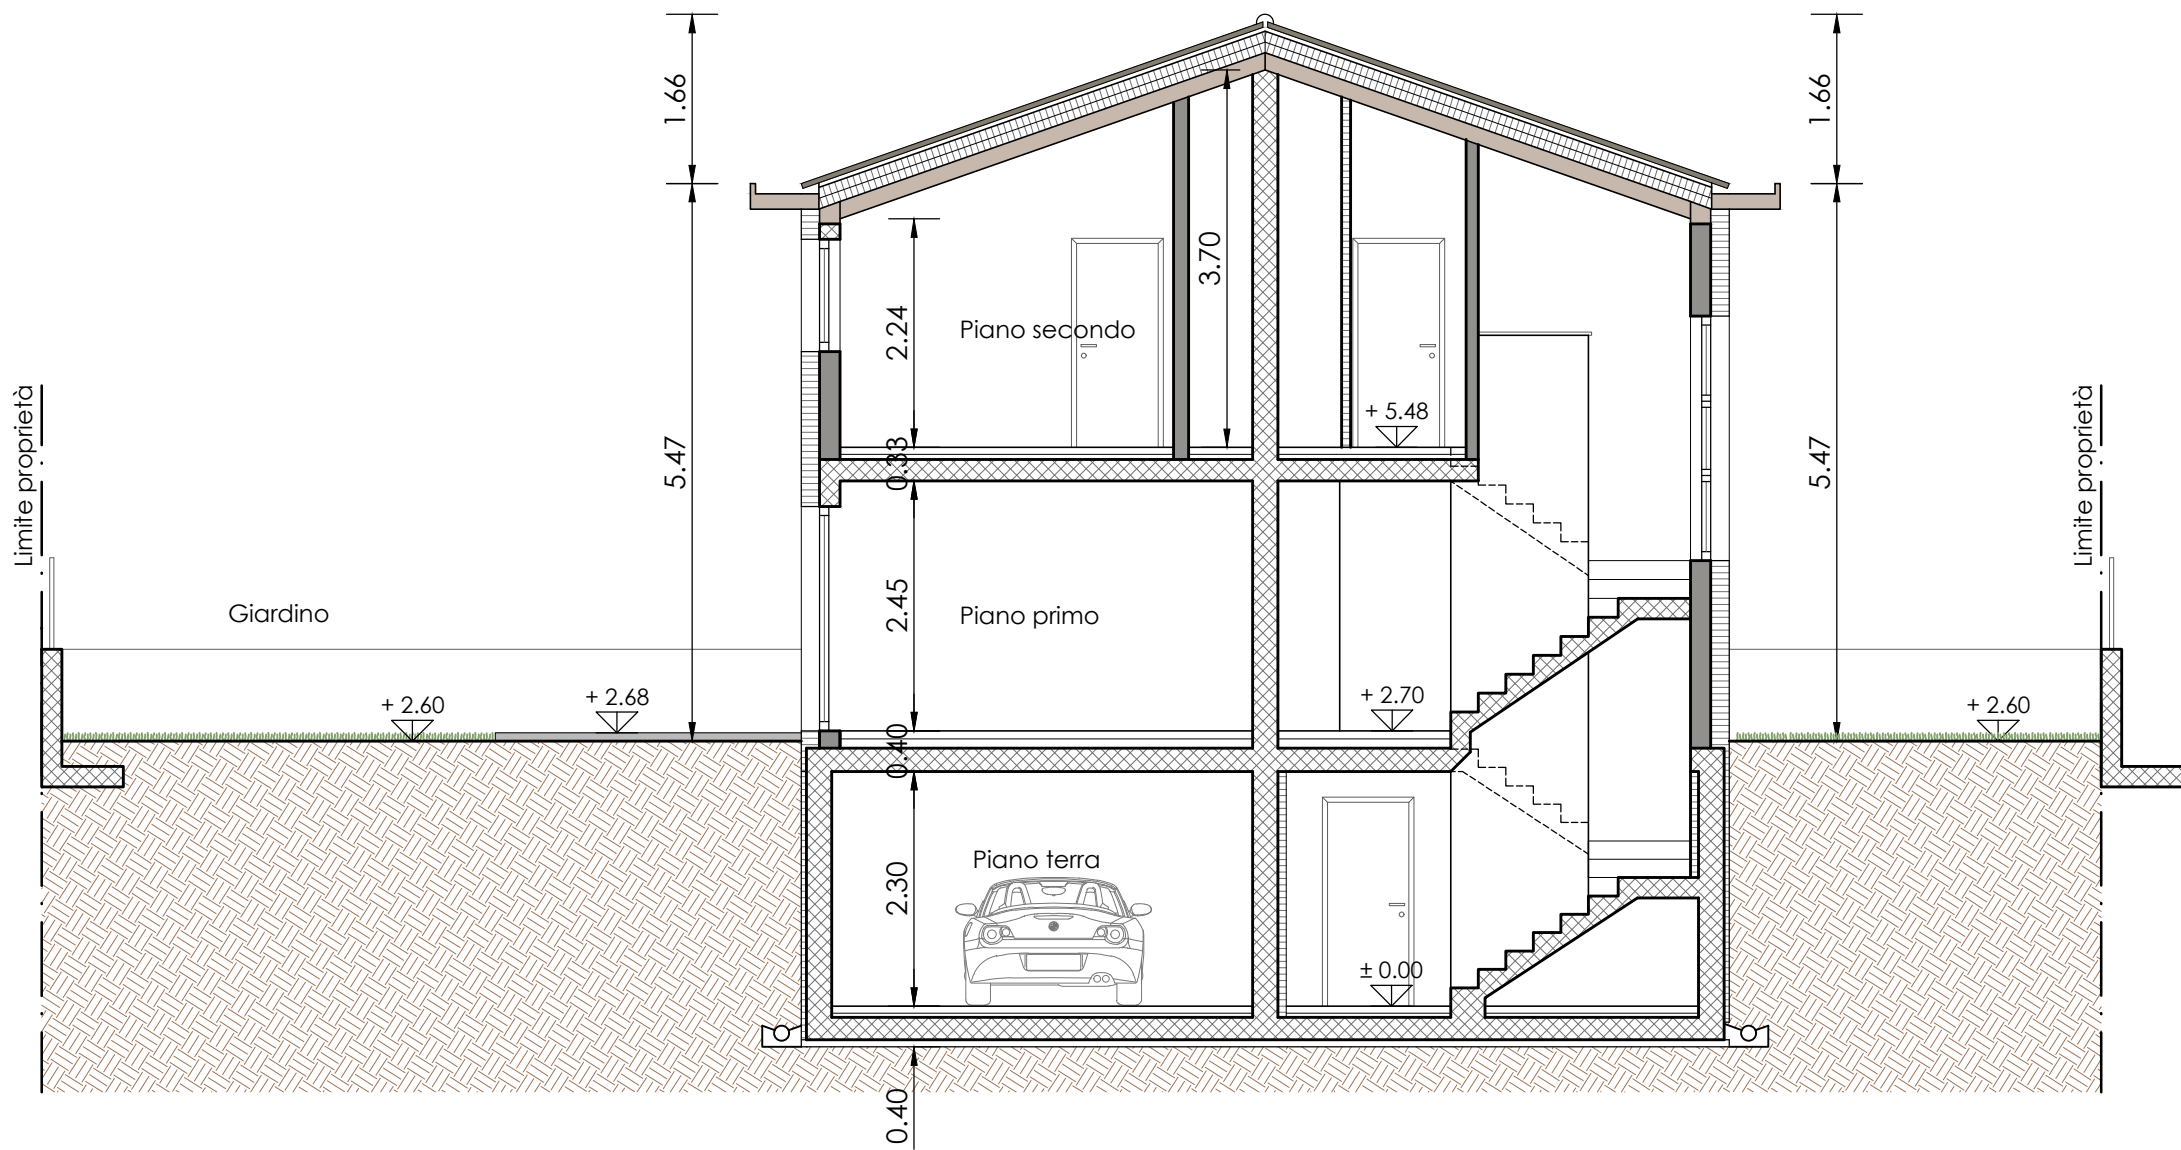 1.66
1.66
3.70
2.24
Piano secondo
+ 5.48
Limite proprietà
5.47
0.33
5.47
Limite proprietà
Giardino
2.45
Piano primo
+ 2.60
+ 2.68
+ 2.70
+ 2.60
0.40
Piano terra
2.30
± 0.00
0.40